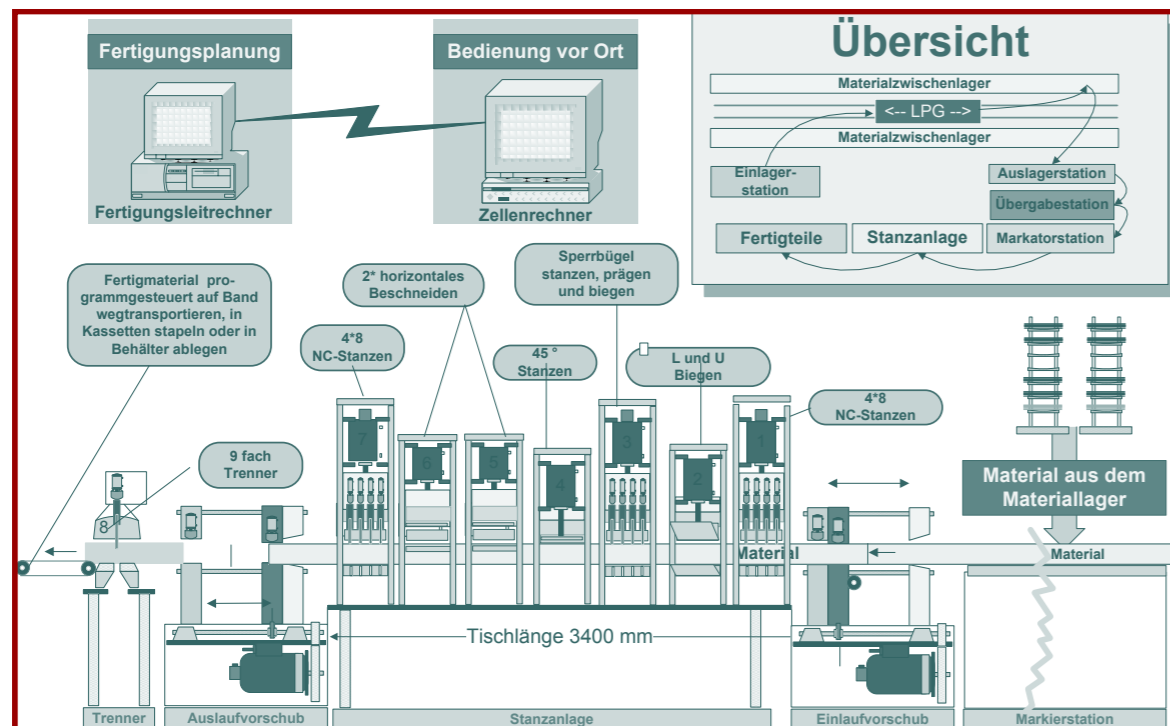 Fertigungsplanung
Fertigungsleitrechner
Bedienung vor Ort
Zellenrechner
Übersicht
Materialzwischenlager
<-- LPG -->
Materialzwischenlager
Einlager-
station
Auslagerstation
Übergabestation
Fertigteile
Stanzanlage
Markatorstation
Fertigmaterial pro-
grammgesteuert auf Band
wegtransportieren, in
Kassetten stapeln oder in
Behälter ablegen
2* horizontales
Beschneiden
Sperrbügel
stanzen, prägen
und biegen
4*8
NC-Stanzen
45 °
Stanzen
L und U
Biegen
4*8
NC-Stanzen
9 fach
Trenner
Material aus dem
Materiallager
7
6
5
4
3
2
1
8
Material
Material
Tischlänge 3400 mm
Trenner
Auslaufvorschub
Stanzanlage
Einlaufvorschub
Markierstation